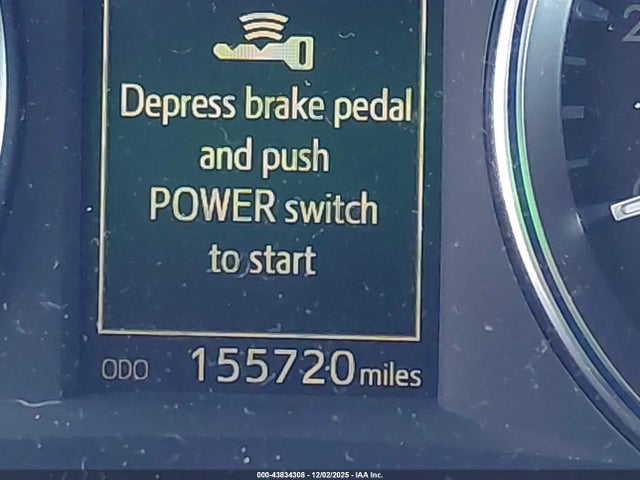 Depress brake pedal
and push
POWER switch
to start
ODO 155720 miles
000-43834308 - 12/02/2025 - IAA Inc.